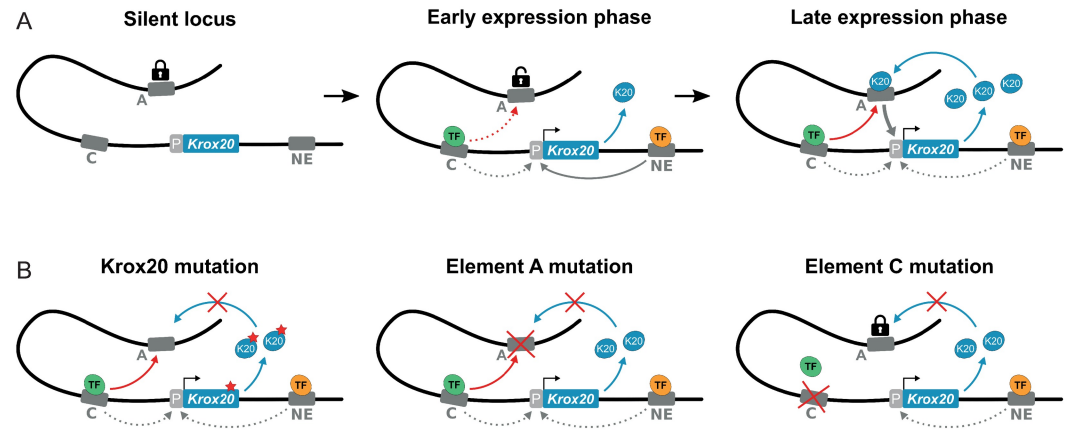 A
Silent locus
Early expression phase
Late expression phase
A
C
P
Krox20
NE
A
K20
TF
C
P
Krox20
TF
NE
K20
A
K20
K20
K20
TF
C
P
Krox20
TF
NE
B
Krox20 mutation
Element A mutation
Element C mutation
A
K20
K20
TF
C
P
Krox20
TF
NE
A
K20
K20
TF
C
P
Krox20
TF
NE
A
K20
K20
TF
C
P
Krox20
TF
NE